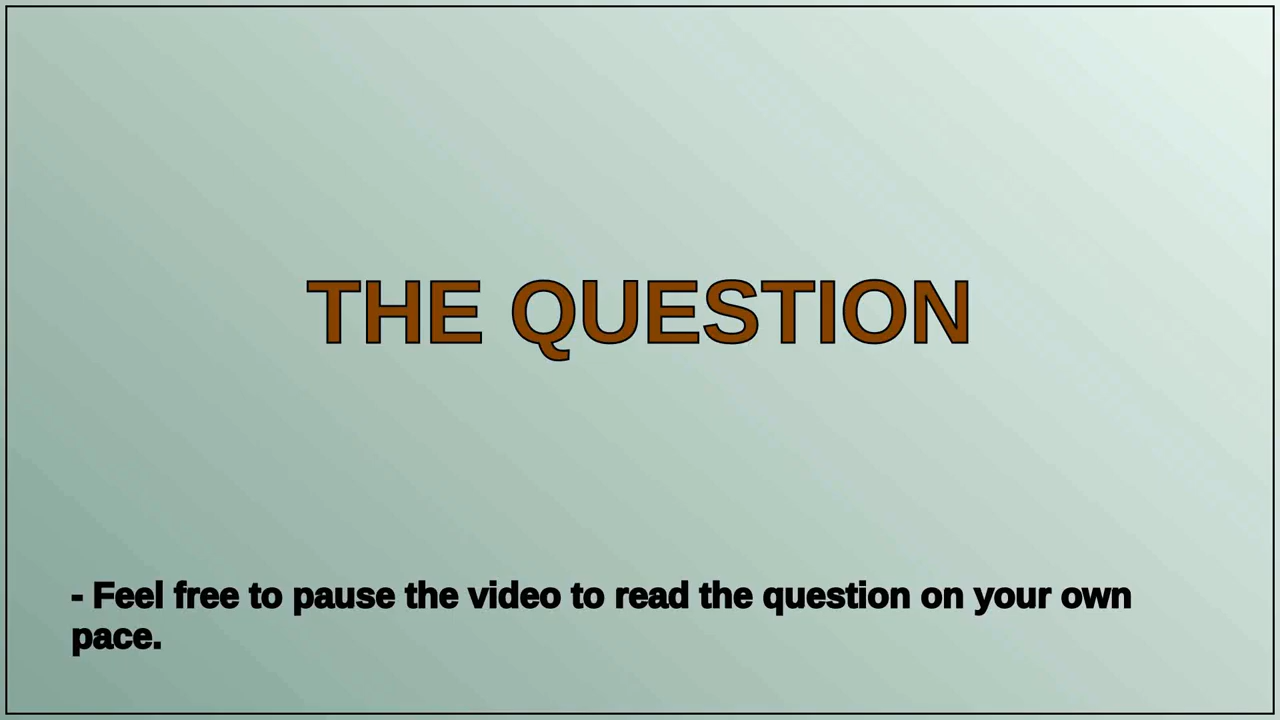 THE QUESTION
- Feel free to pause the video to read the question on your own
pace.